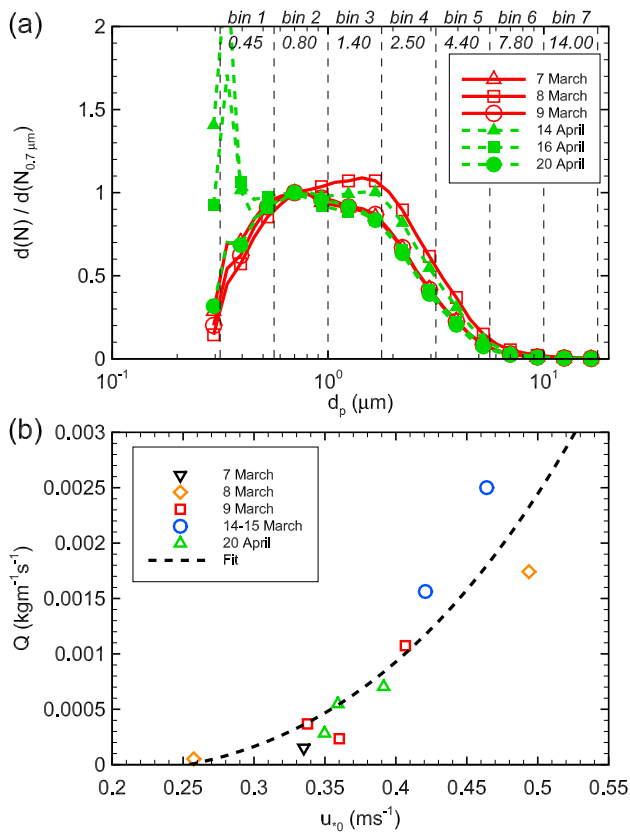 (a)
bin 1 bin 2 bin 3 bin 4 bin 5 bin 6 bin 7
0.45 0.80 1.40 2.50 4.40 7.80 14.00
2
1.5
1
0.5
0
d(N) / d(N0,7 μm)
7 March
8 March
9 March
14 April
16 April
20 April
10-1 100 101
dp (μm)
(b)
0.003
0.0025
0.002
0.0015
0.001
0.0005
0
Q (kgm-1s-1)
7 March
8 March
9 March
14-15 March
20 April
Fit
0.2 0.25 0.3 0.35 0.4 0.45 0.5 0.55
u*0 (ms-1)